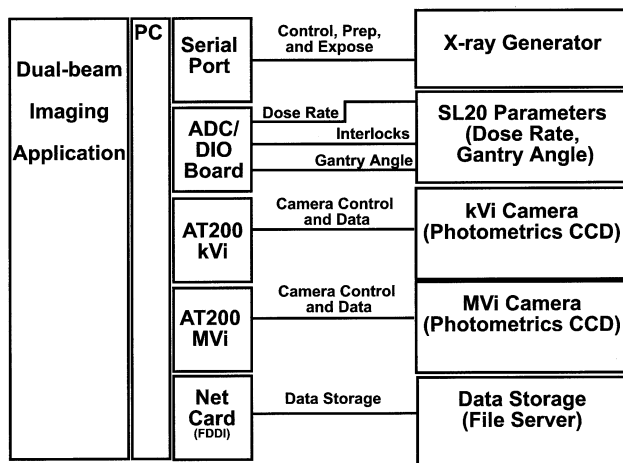 Dual-beam
Imaging
Application
PC
Serial
Port
Control, Prep,
and Expose
X-ray Generator
ADC/
DIO
Board
Dose Rate
Interlocks
Gantry Angle
SL20 Parameters
(Dose Rate,
Gantry Angle)
AT200
kVi
Camera Control
and Data
kVi Camera
(Photometrics CCD)
AT200
MVi
Camera Control
and Data
MVi Camera
(Photometrics CCD)
Net
Card
(FDDI)
Data Storage
Data Storage
(File Server)